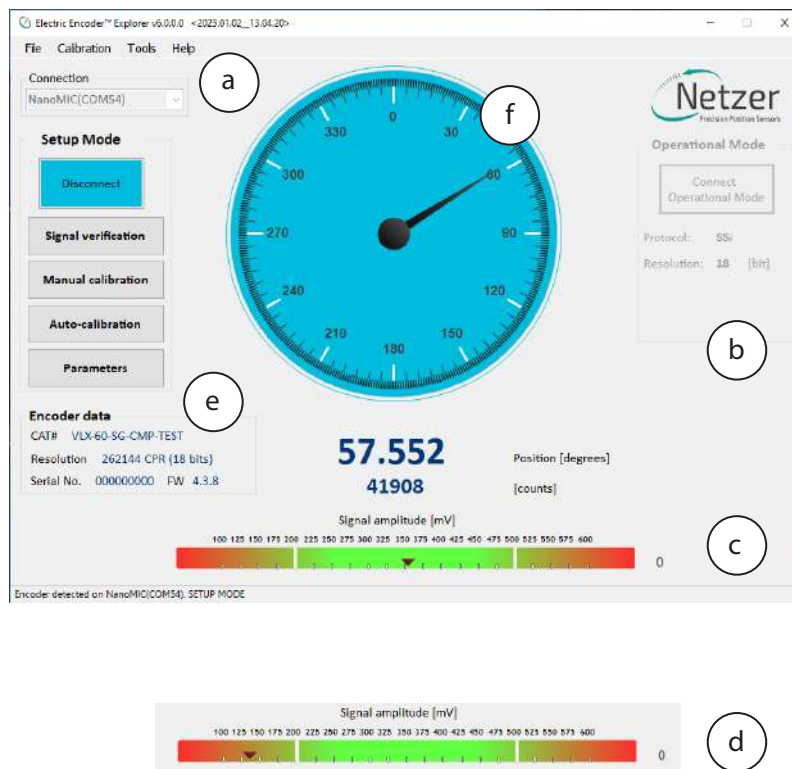 Electric Encoder™ Explorer v6.0.0.0 <2023.01.02__13.04.20>
File Calibration Tools Help
Connection
NanoMIC(COM54)
a
Setup Mode
Disconnect
Signal verification
Manual calibration
Auto-calibration
Parameters
e
Encoder data
CAT# VLX-60-SG-CMP-TEST
Resolution 262144 CPR (18 bits)
Serial No. 000000000 FW 4.3.8
0
30
60
90
120
150
180
210
240
270
300
330
f
Netzer
Precision Position Sensors
Operational Mode
Connect
Operational Mode
Protocol: SSi
Resolution: 18 [bit]
b
57.552 Position [degrees]
41908 [counts]
Signal amplitude [mV]
100 125 150 175 200 225 250 275 300 325 350 375 400 425 450 475 500 525 550 575 600
0
c
Encoder detected on NanoMIC(COM54). SETUP MODE
Signal amplitude [mV]
100 125 150 175 200 225 250 275 300 325 350 375 400 425 450 475 500 525 550 575 600
0
d